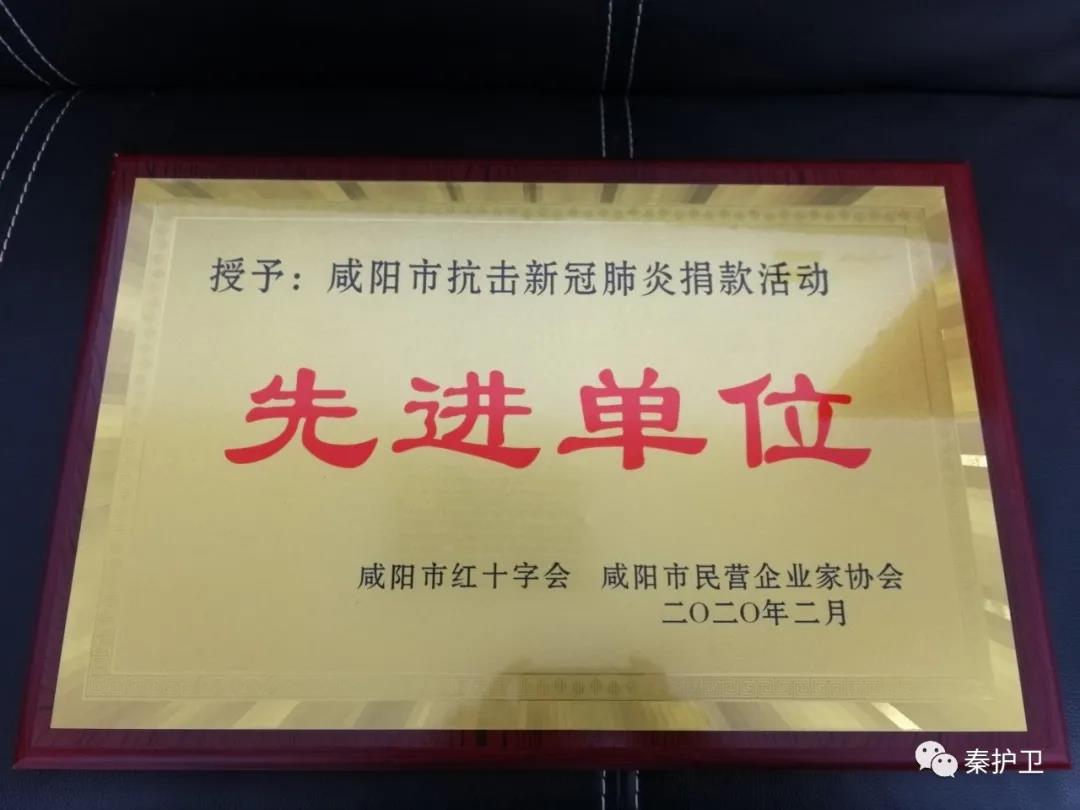 授予：咸阳市抗击新冠肺炎捐款活动
先进单位
咸阳市红十字会 咸阳市民营企业家协会
二〇二〇年二月
秦护卫